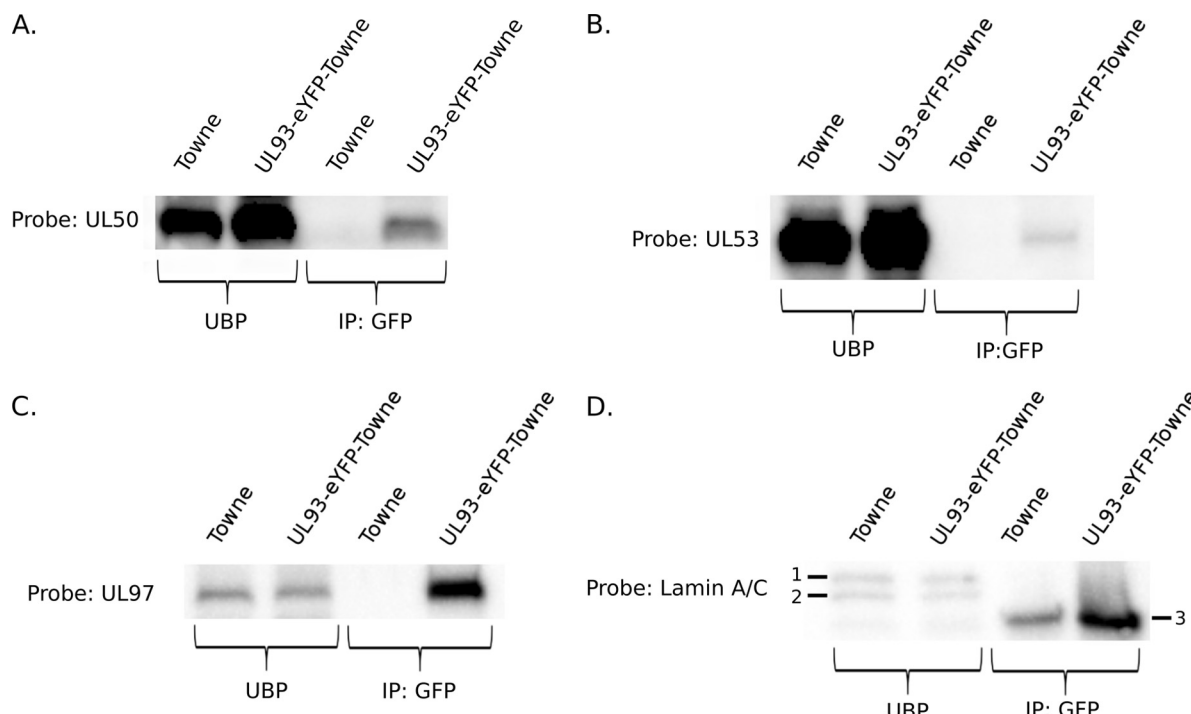 A.
Towne
UL93-eYFP-Towne
Towne
UL93-eYFP-Towne
Probe: UL50
UBP
IP: GFP
B.
Towne
UL93-eYFP-Towne
Towne
UL93-eYFP-Towne
Probe: UL53
UBP
IP:GFP
C.
Towne
UL93-eYFP-Towne
Towne
UL93-eYFP-Towne
Probe: UL97
UBP
IP: GFP
D.
Towne
UL93-eYFP-Towne
Towne
UL93-eYFP-Towne
Probe: Lamin A/C
1
2
3
UBP
IP: GFP